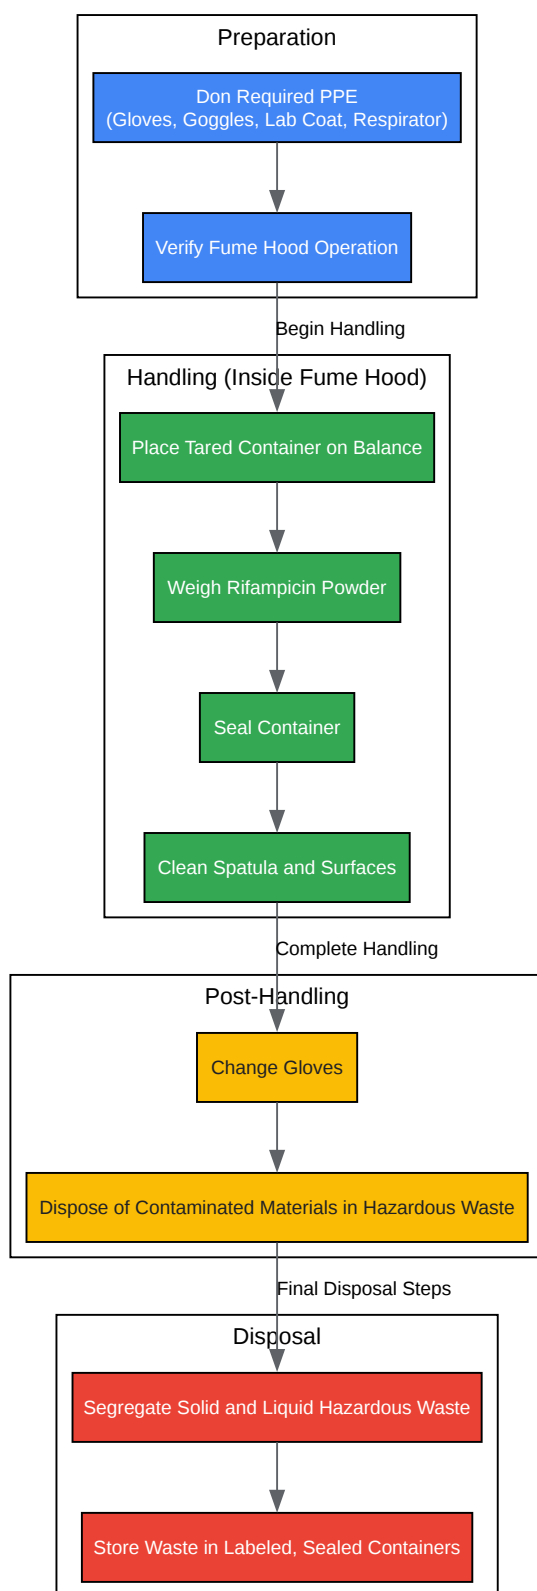 Preparation
Don Required PPE
(Gloves, Goggles, Lab Coat, Respirator)
Verify Fume Hood Operation
Begin Handling
Handling (Inside Fume Hood)
Place Tared Container on Balance
Weigh Rifampicin Powder
Seal Container
Clean Spatula and Surfaces
Complete Handling
Post-Handling
Change Gloves
Dispose of Contaminated Materials in Hazardous Waste
Final Disposal Steps
Disposal
Segregate Solid and Liquid Hazardous Waste
Store Waste in Labeled, Sealed Containers